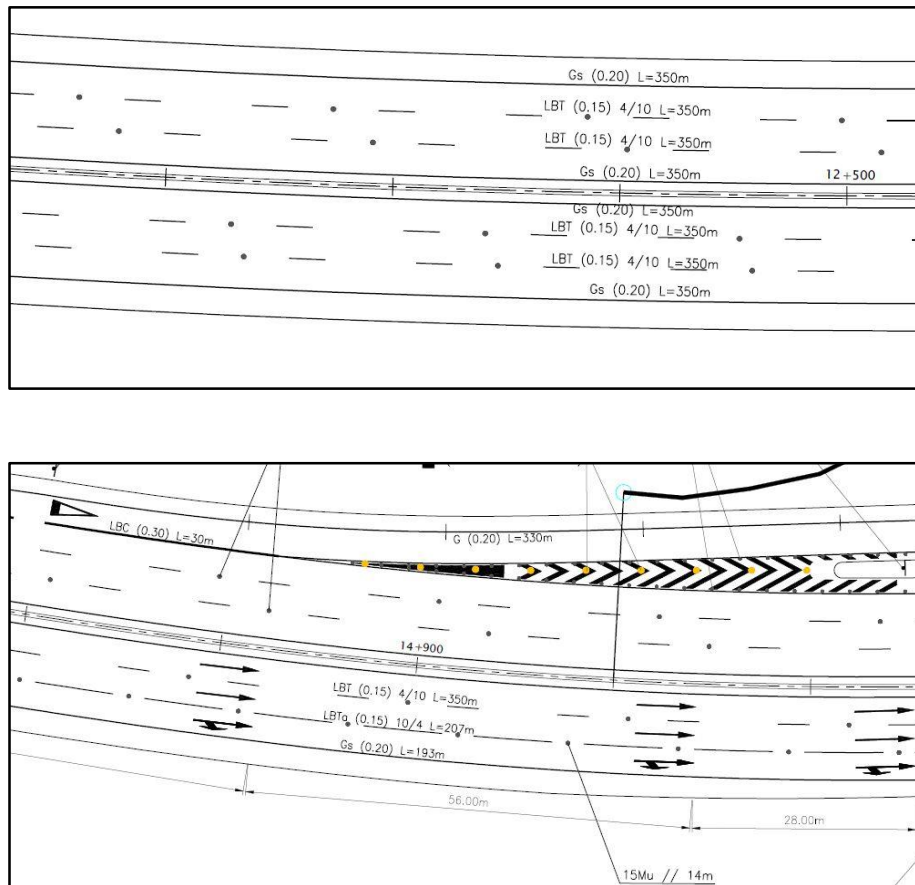 Gs (0.20) L=350m
LBT (0.15) 4/10 L=350m
LBT (0.15) 4/10 L=350m
Gs (0.20) L=350m
12+500
Gs (0.20) L=350m
LBT (0.15) 4/10 L=350m
LBT (0.15) 4/10 L=350m
Gs (0.20) L=350m
LBC (0.30) L=30m
G (0.20) L=330m
14+900
LBT (0.15) 4/10 L=350m
LBTa (0.15) 10/4 L=207m
Gs (0.20) L=193m
56.00m
28.00m
15Mu // 14m